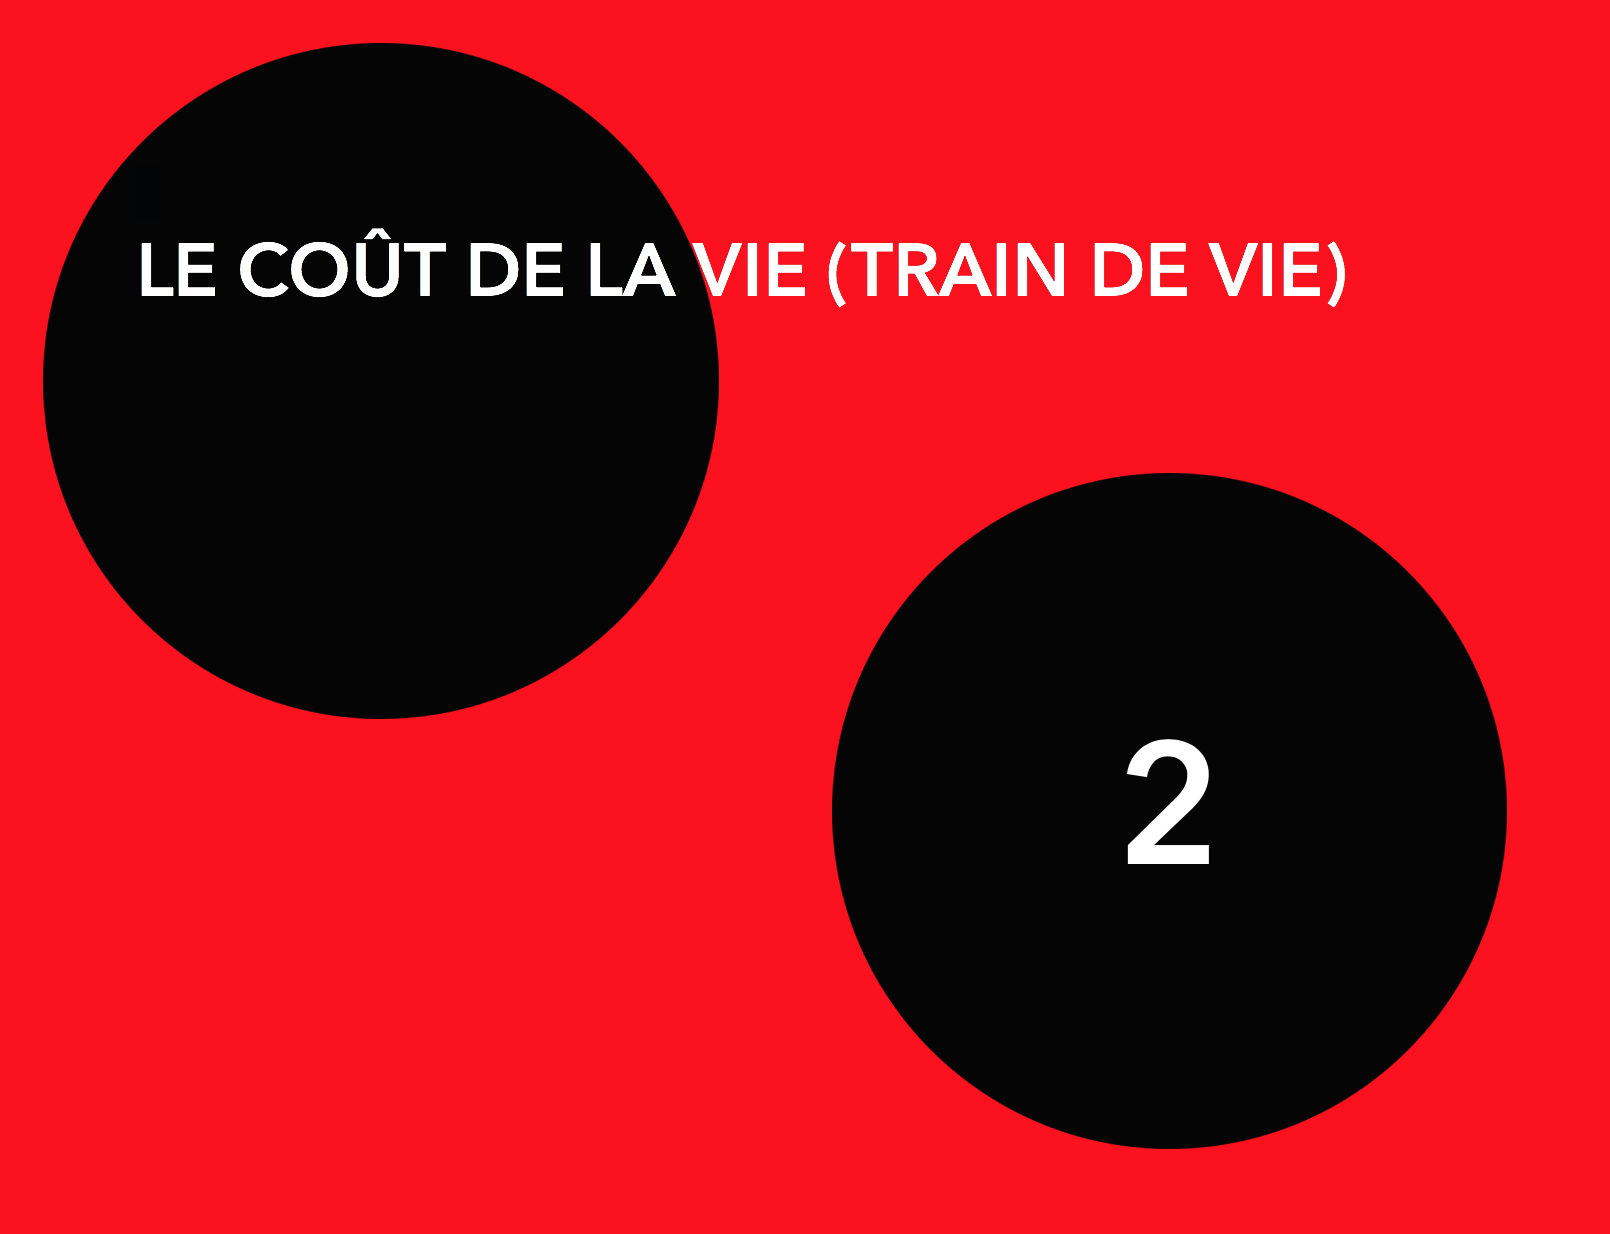 LE COÛT DE LA VIE (TRAIN DE VIE)
2